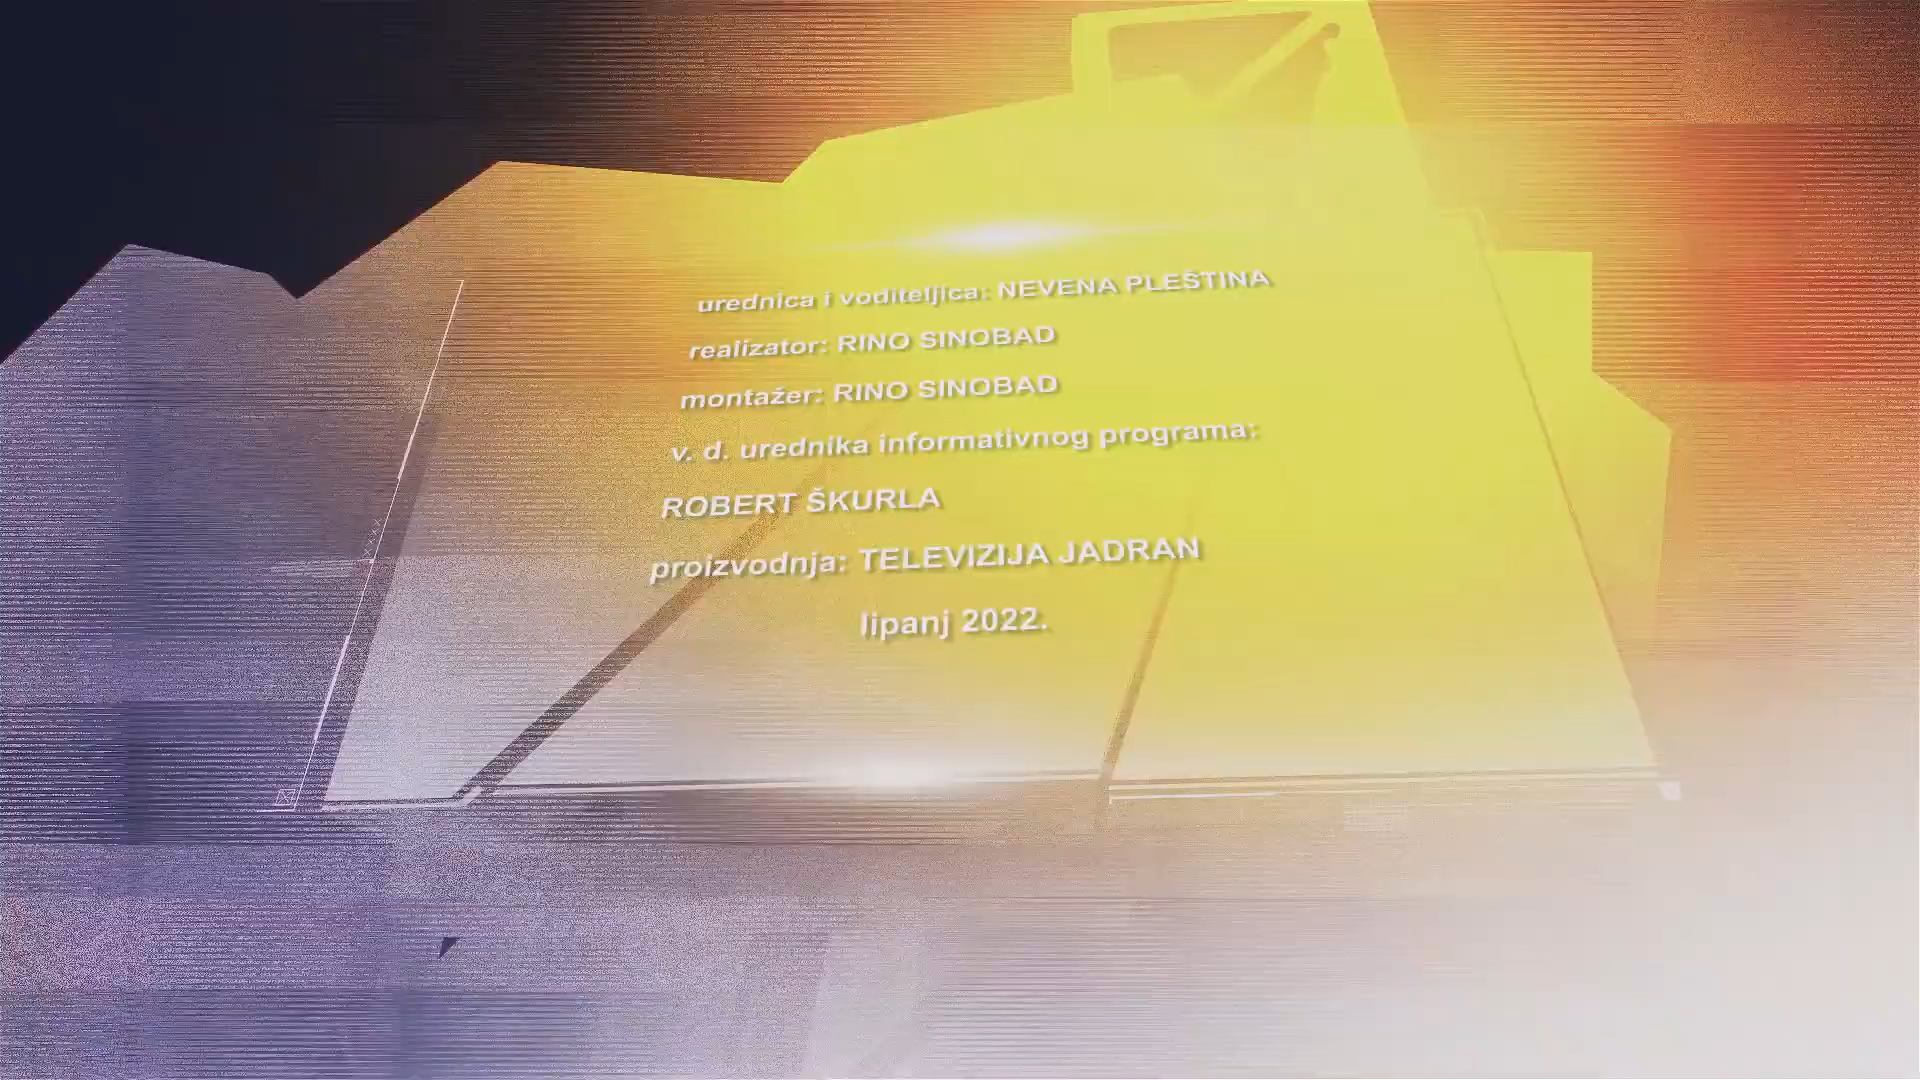 urednica i voditeljica: NEVENA PLEŠTINA
realizator: RINO SINOBAD
montažer: RINO SINOBAD
v. d. urednika informativnog programa:
ROBERT ŠKURLA
proizvodnja: TELEVIZIJA JADRAN
lipanj 2022.